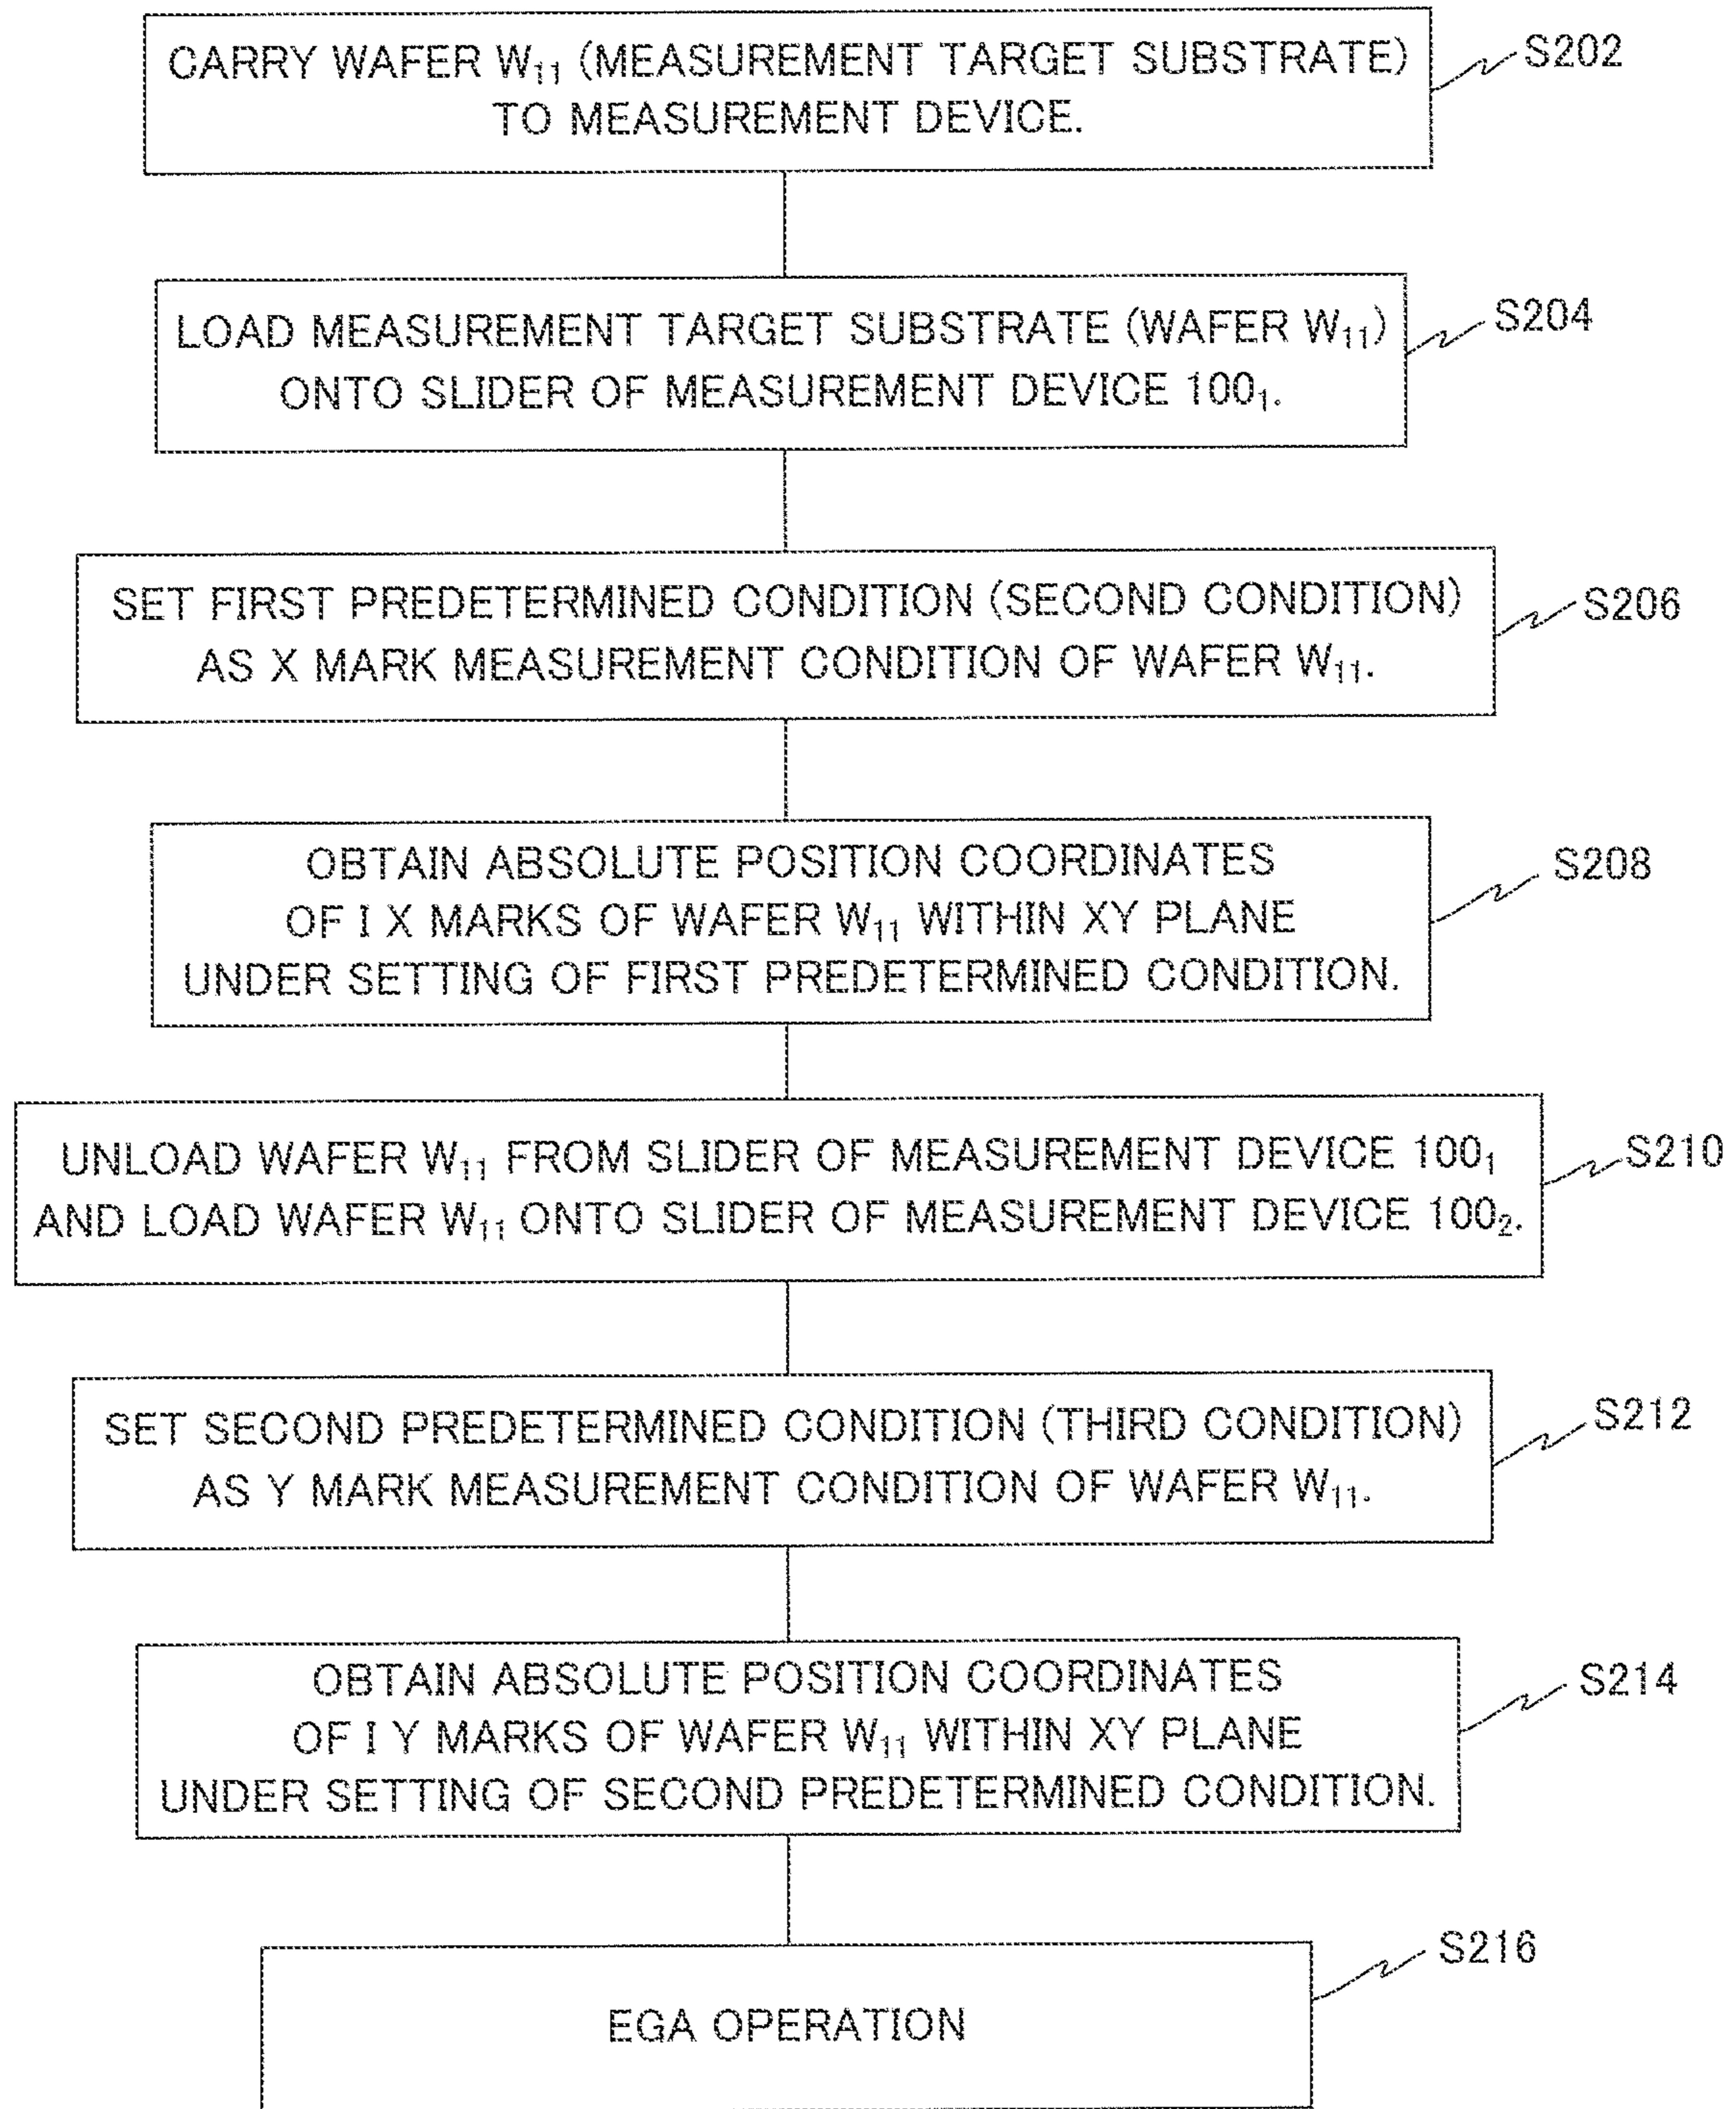 CARRY WAFER W₁₁ (MEASUREMENT TARGET SUBSTRATE)
TO MEASUREMENT DEVICE.
S202
LOAD MEASUREMENT TARGET SUBSTRATE (WAFER W₁₁)
ONTO SLIDER OF MEASUREMENT DEVICE 100₁.
S204
SET FIRST PREDETERMINED CONDITION (SECOND CONDITION)
AS X MARK MEASUREMENT CONDITION OF WAFER W₁₁.
S206
OBTAIN ABSOLUTE POSITION COORDINATES
OF I X MARKS OF WAFER W₁₁ WITHIN XY PLANE
UNDER SETTING OF FIRST PREDETERMINED CONDITION.
S208
UNLOAD WAFER W₁₁ FROM SLIDER OF MEASUREMENT DEVICE 100₁
AND LOAD WAFER W₁₁ ONTO SLIDER OF MEASUREMENT DEVICE 100₂.
S210
SET SECOND PREDETERMINED CONDITION (THIRD CONDITION)
AS Y MARK MEASUREMENT CONDITION OF WAFER W₁₁.
S212
OBTAIN ABSOLUTE POSITION COORDINATES
OF I Y MARKS OF WAFER W₁₁ WITHIN XY PLANE
UNDER SETTING OF SECOND PREDETERMINED CONDITION.
S214
EGA OPERATION
S216